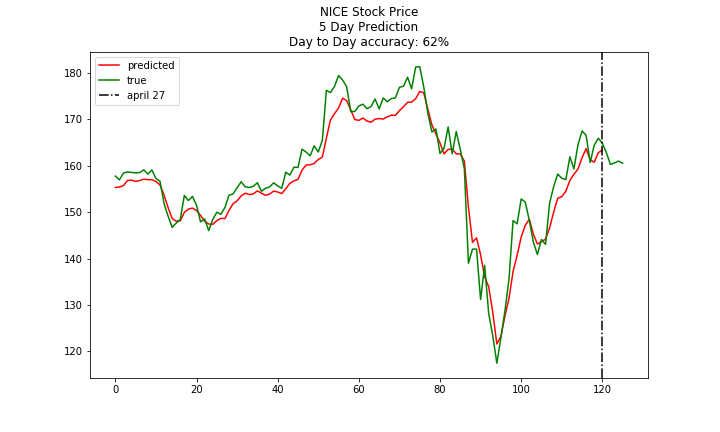 NICE Stock Price
5 Day Prediction
Day to Day accuracy: 62%
predicted
true
april 27
180
170
160
150
140
130
120
0
20
40
60
80
100
120